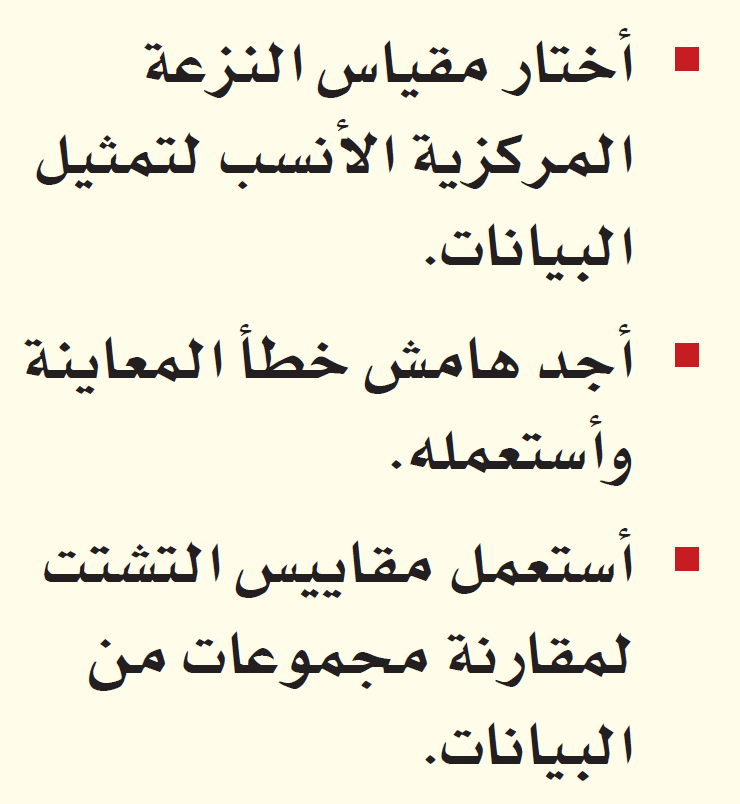 أختار مقياس النزعة
المركزية الأنسب لتمثيل
البيانات.
أجد هامش خطأ المعاينة
وأستعمله.
أستعمل مقاييس التشتت
لمقارنة مجموعات من
البيانات.